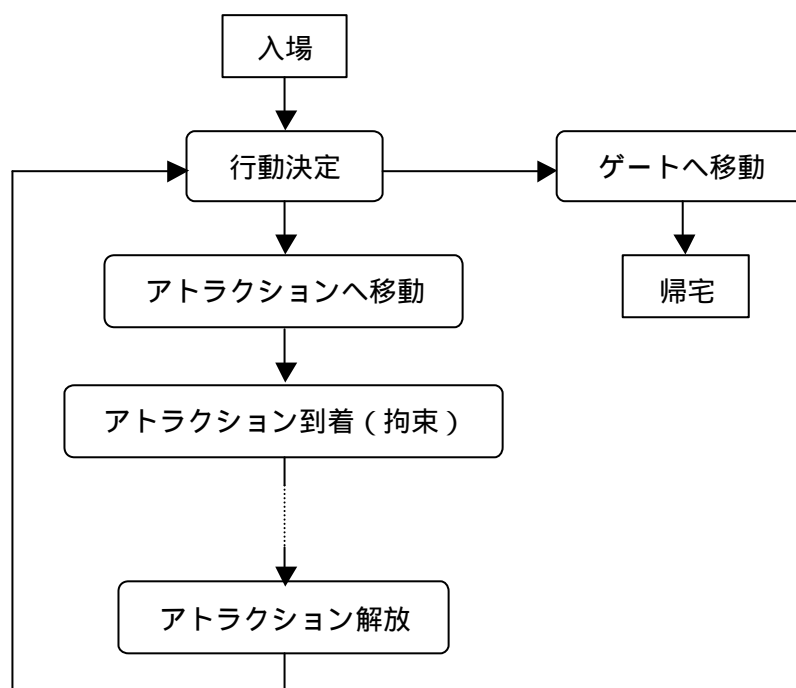 入場
行動決定
ゲートへ移動
アトラクションへ移動
帰宅
アトラクション到着（拘束）
アトラクション解放